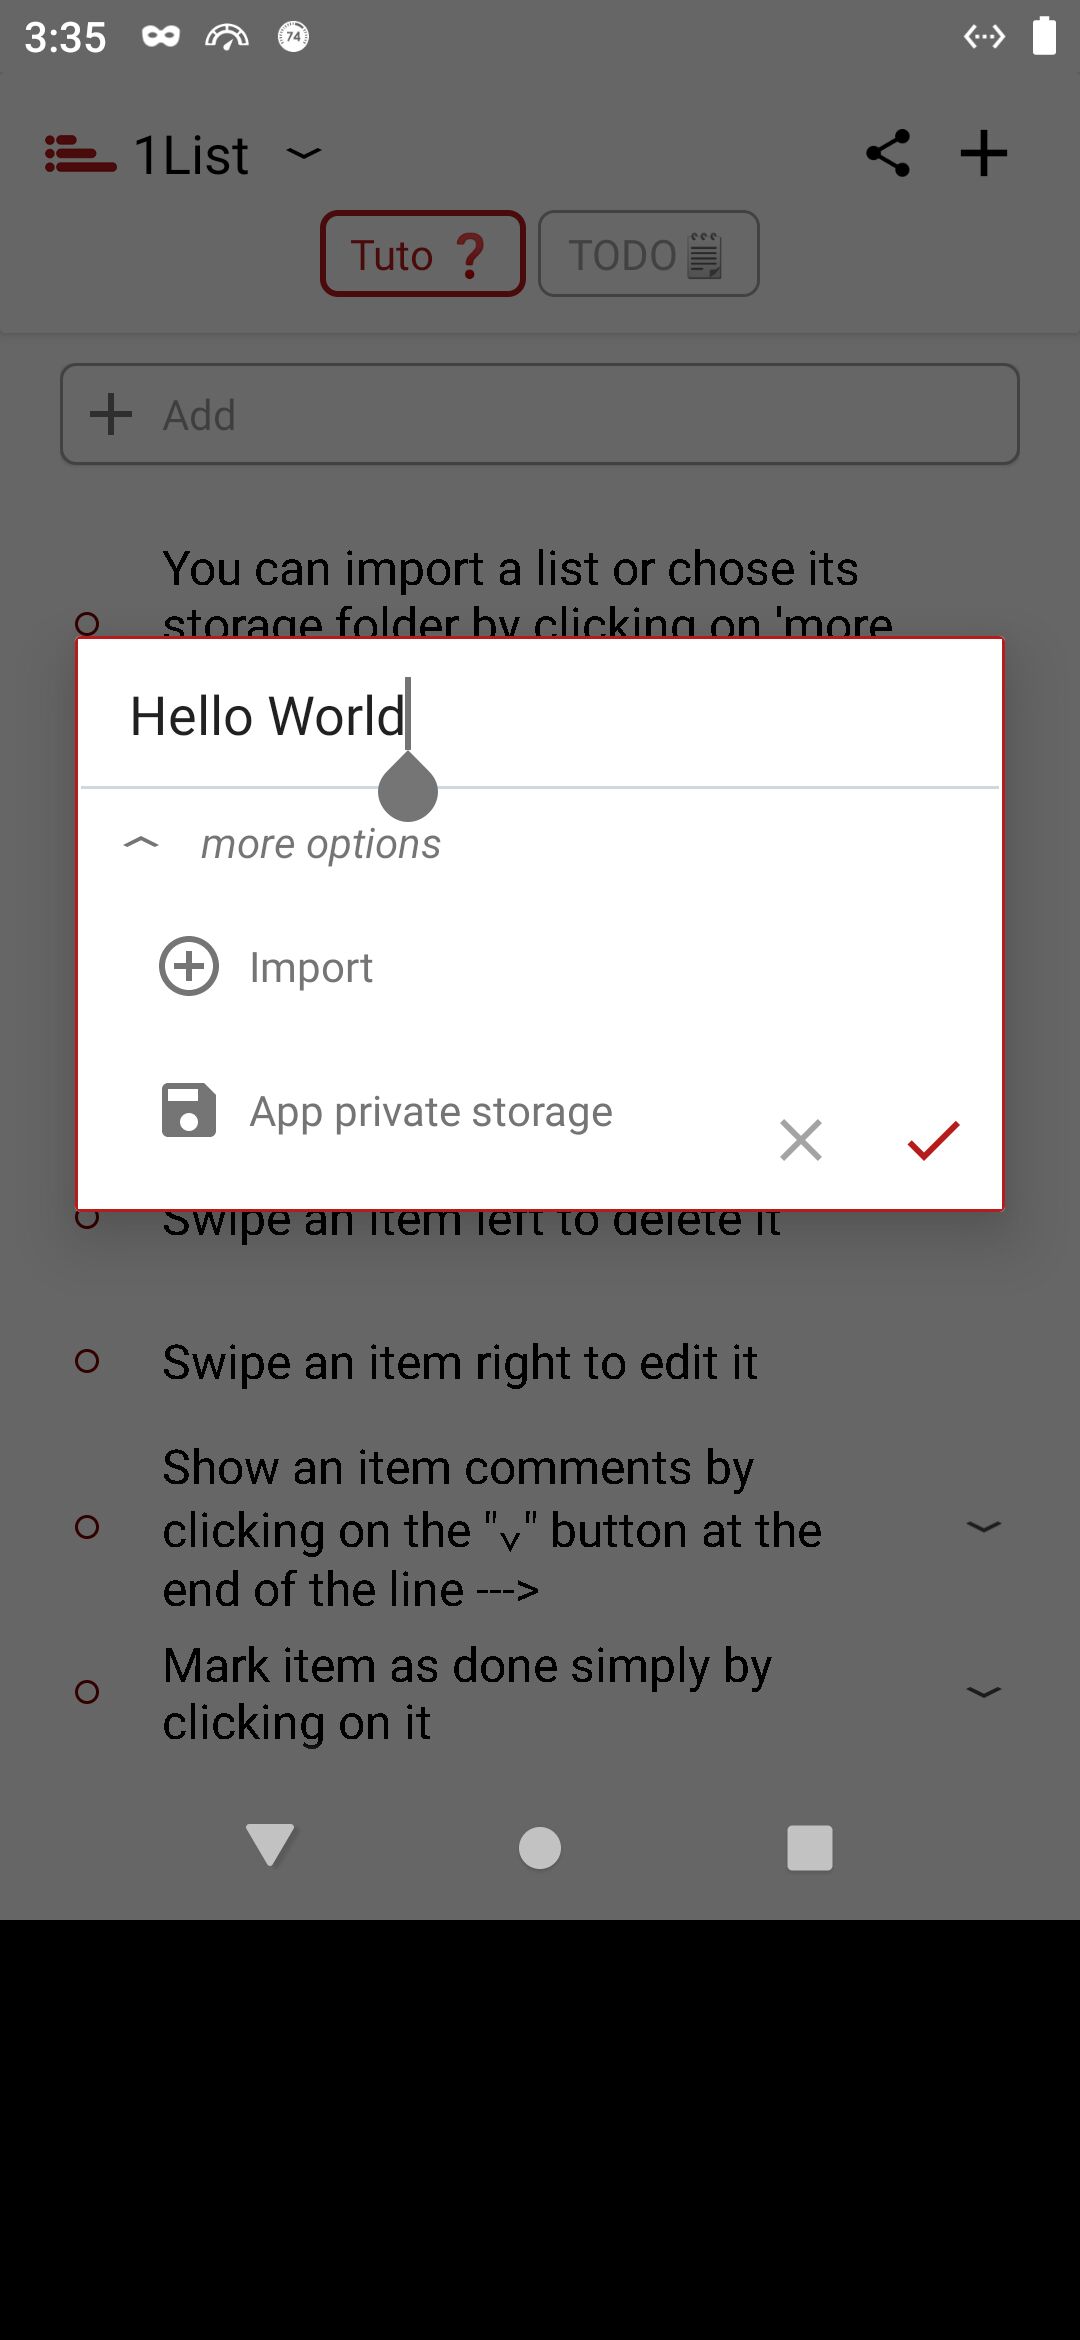 3:35
74
1List
Tuto ❓
TODO
Add
You can import a list or chose its
storage folder by clicking on 'more
Hello World
more options
Import
App private storage
Swipe an item left to delete it
Swipe an item right to edit it
Show an item comments by
clicking on the "v" button at the
end of the line --->
Mark item as done simply by
clicking on it